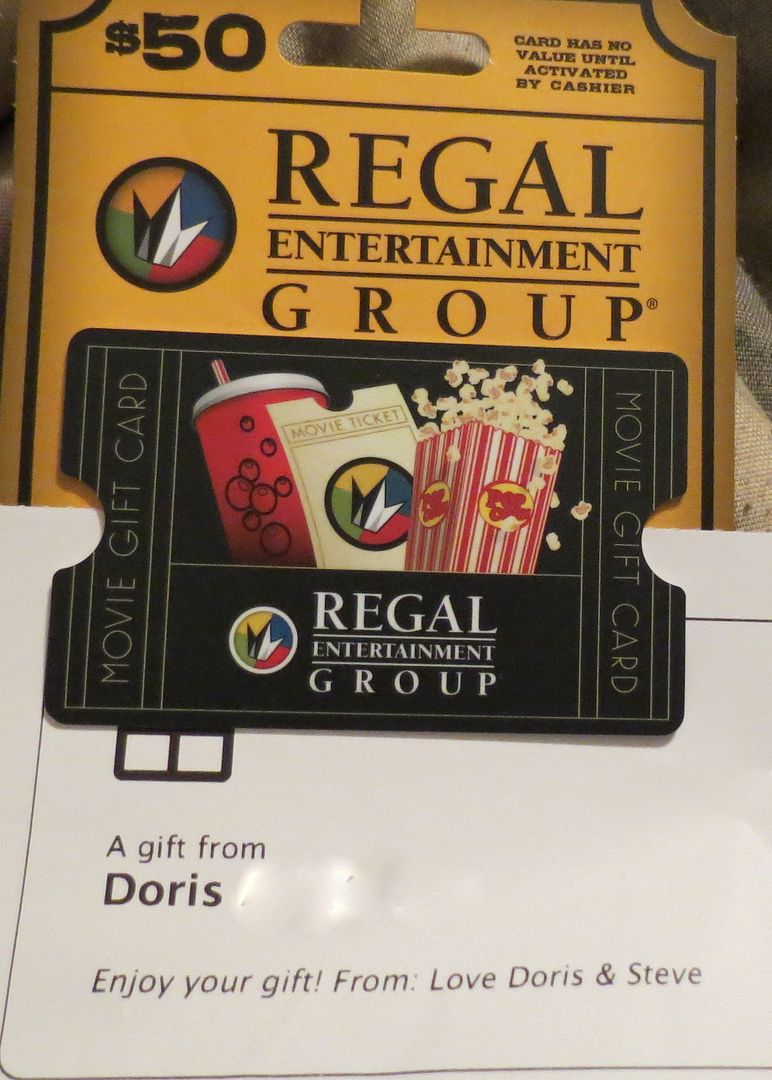 $50
CARD HAS NO
VALUE UNTIL
ACTIVATED
BY CASHIER
REGAL
ENTERTAINMENT
GROUP®
MOVIE GIFT CARD
MOVIE TICKET
MOVIE GIFT CARD
REGAL
ENTERTAINMENT
GROUP
A gift from
Doris
Enjoy your gift! From: Love Doris & Steve